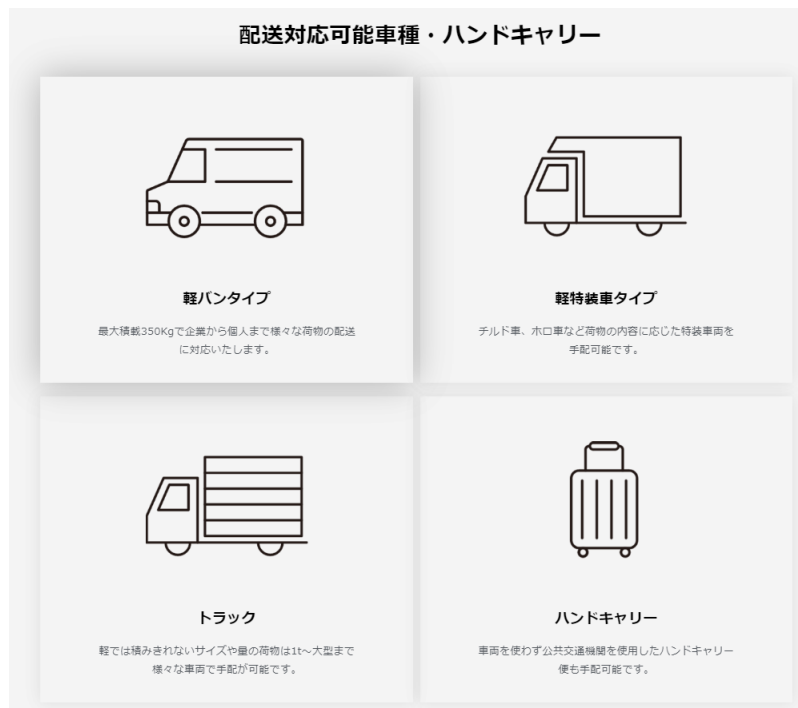 配送対応可能車種・ハンドキャリー
軽バンタイプ
最大積載350Kgで企業から個人まで様々な荷物の配送
に対応いたします。
軽特装車タイプ
チルド車、ホロ車など荷物の内容に応じた特装車両を
手配可能です。
トラック
軽では積みきれないサイズや量の荷物は1t～大型まで
様々な車両で手配が可能です。
ハンドキャリー
車両を使わず公共交通機関を使用したハンドキャリー
便も手配可能です。